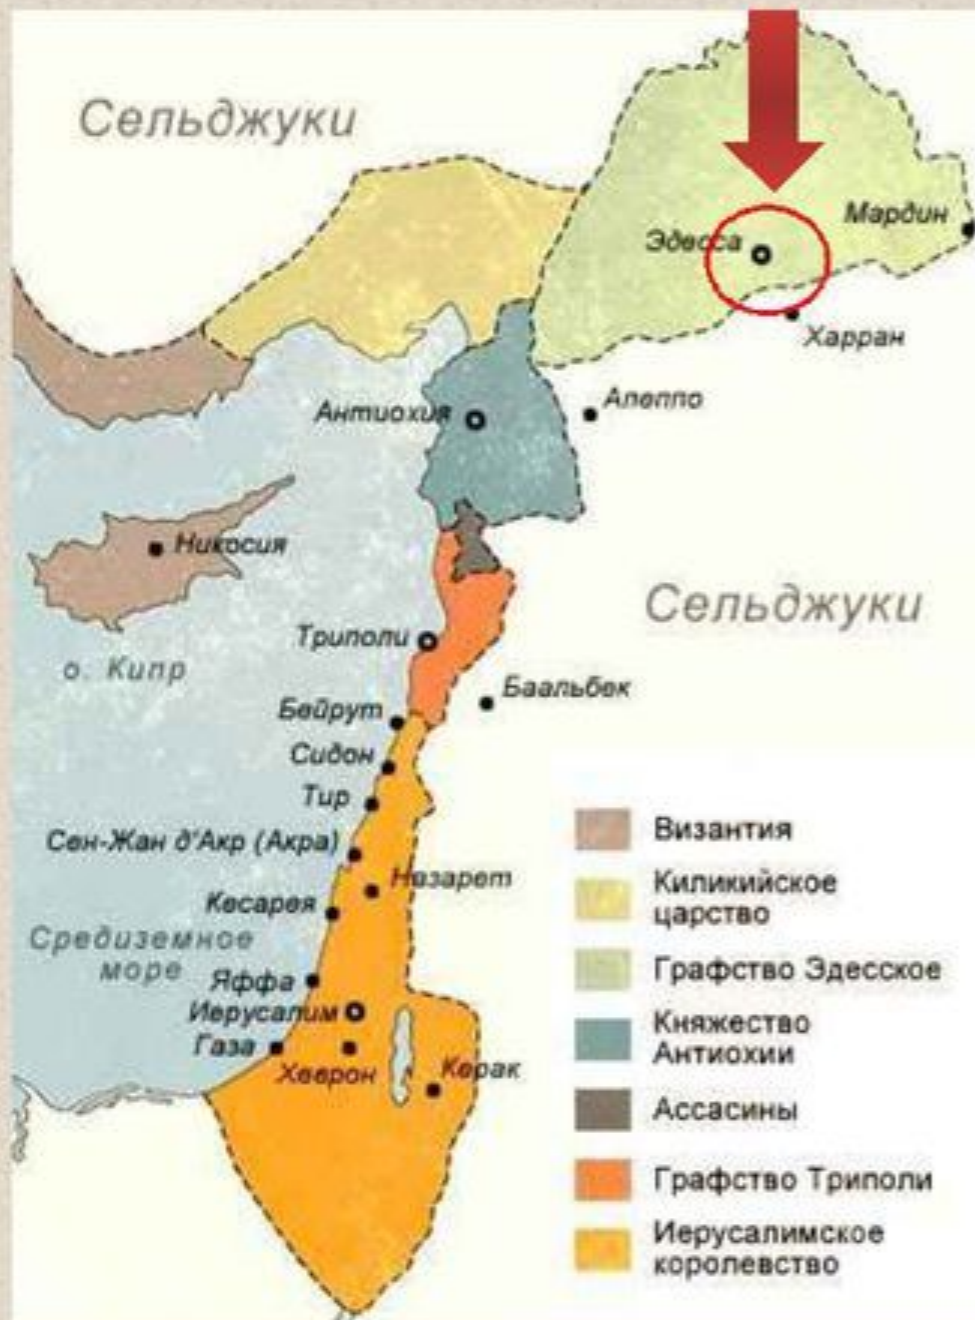 Сельджуки
Мардин
Эдесса
Харран
Алеппо
Антиохия
Никосия
Сельджуки
Триполи
о. Кипр
Баальбек
Бейрут
Сидон
Тир
Сен-Жан д'Акр (Акра)
Назарет
Кесарея
Средиземное
море
Яффа
Иерусалим
Газа
Хеврон
Керак
Византия
Киликийское
царство
Графство Эдесское
Княжество
Антиохии
Ассасины
Графство Триполи
Иерусалимское
королевство